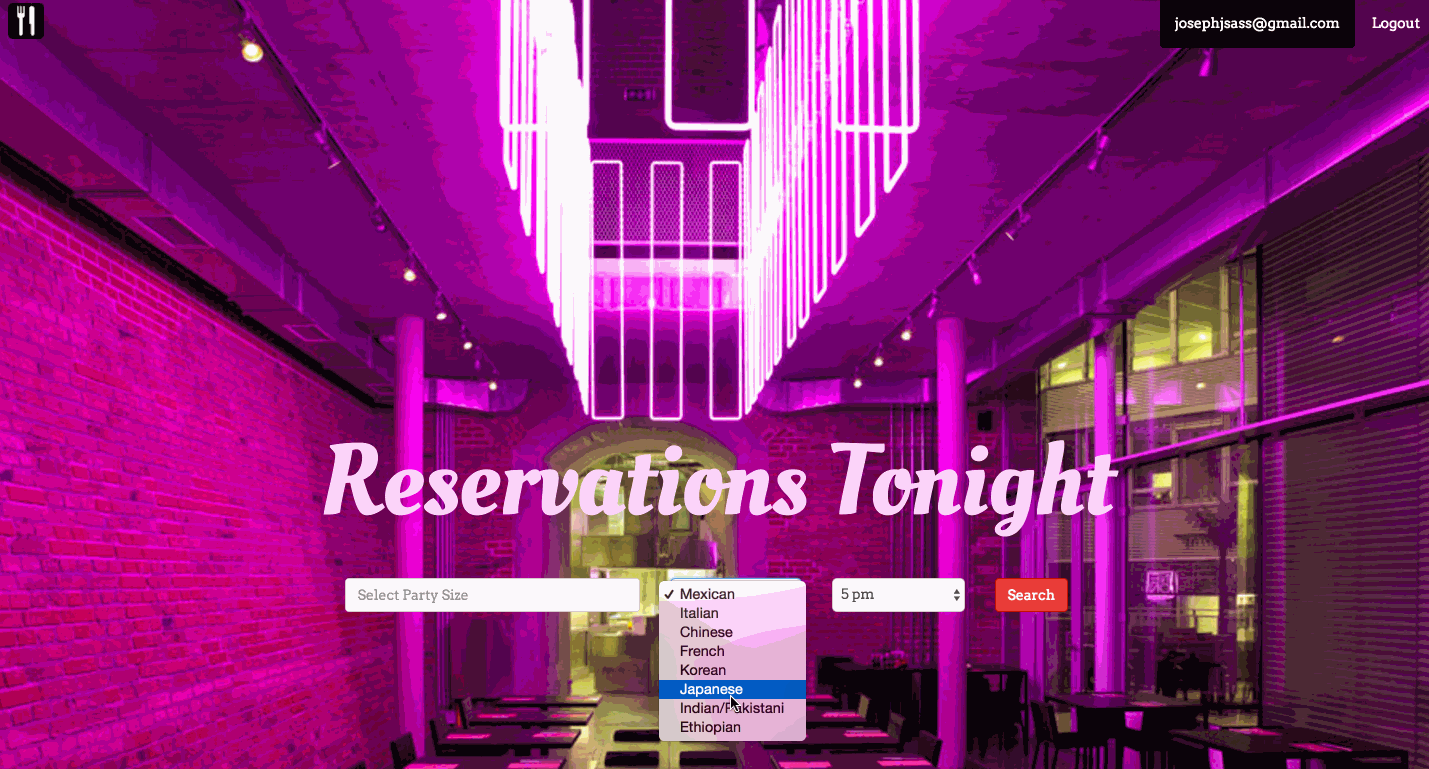 josephjsass@gmail.com Logout
Reservations Tonight
Select Party Size
✓ Mexican
Italian
Chinese
French
Korean
Japanese
Indian/Pakistani
Ethiopian
5 pm
Search